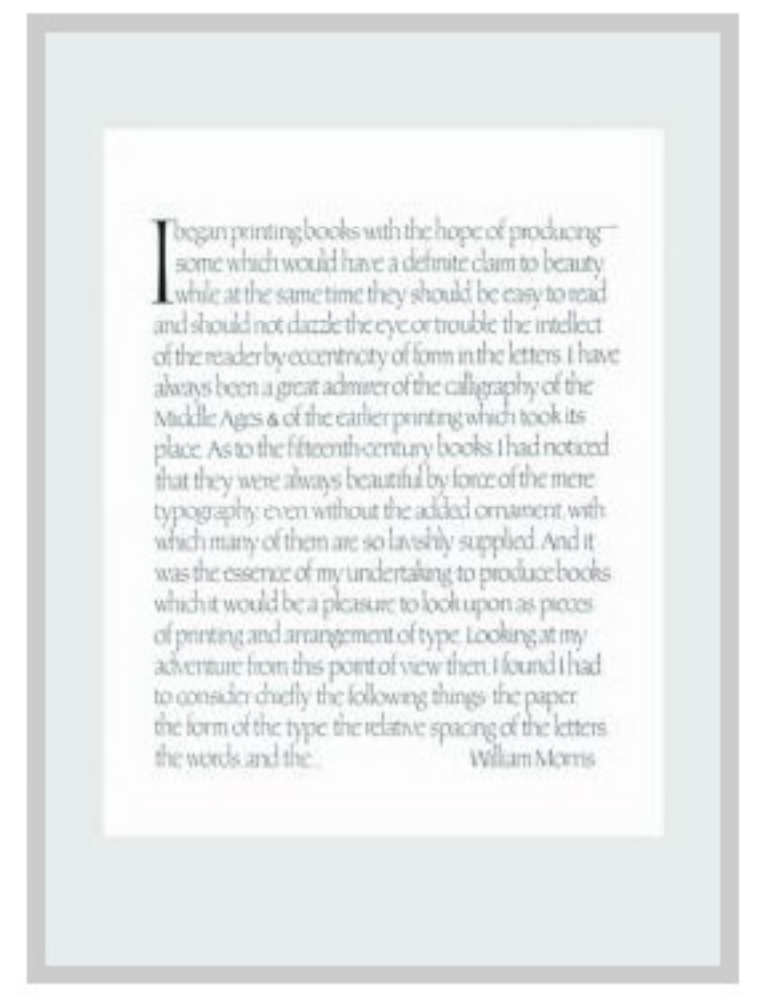 I began printing books with the hope of producing
some which would have a definite claim to beauty
while at the same time they should be easy to read
and should not dazzle the eye, or trouble the intellect
of the reader by eccentricity of form in the letters. I have
always been a great admirer of the calligraphy of the
Middle Ages & of the earlier printing which took its
place. As to the fifteenth-century books, I had noticed
that they were always beautiful by force of the mere
typography, even without the added ornament, with
which many of them are so lavishly supplied. And it
was the essence of my undertaking to produce books
which it would be a pleasure to look upon as pieces
of printing and arrangement of type. Looking at my
adventure from this point of view then, I found I had
to consider chiefly the following things: the paper,
the form of the type, the relative spacing of the letters,
the words, and the...
William Morris